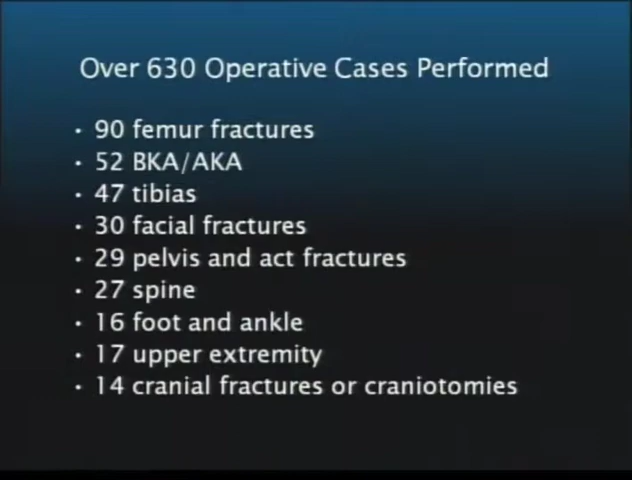 Over 630 Operative Cases Performed
• 90 femur fractures
• 52 BKA/AKA
• 47 tibias
• 30 facial fractures
• 29 pelvis and act fractures
• 27 spine
• 16 foot and ankle
• 17 upper extremity
• 14 cranial fractures or craniotomies